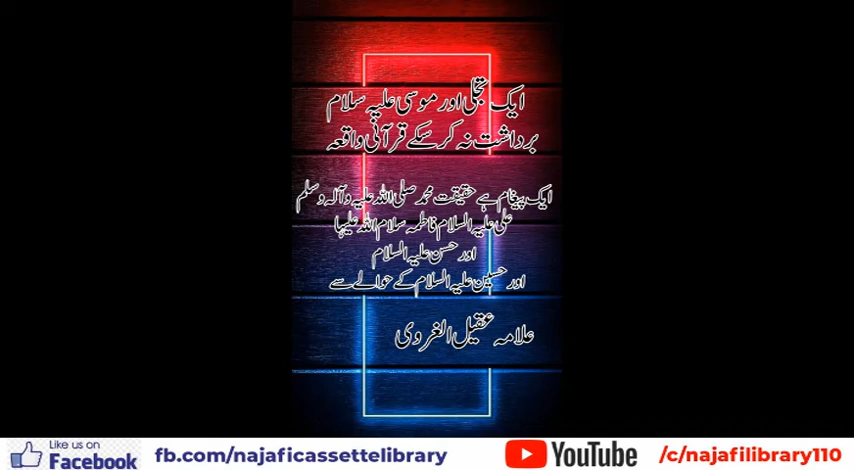 ایک تجلی اور موسی علیہ سلام
برداشت نہ کر سکے قرآنی واقعہ
ایک پیغام ہے حقیقت محمد صلی اللہ علیہ وآلہ وسلم
علی علیہ السلام فاطمہ سلام اللہ علیہا
اور حسن علیہ السلام
اور حسین علیہ السلام کے حوالے سے
علامہ عقیل الغروی
Like us on
Facebook
fb.com/najaficassettelibrary
YouTube
/c/najafilibrary110